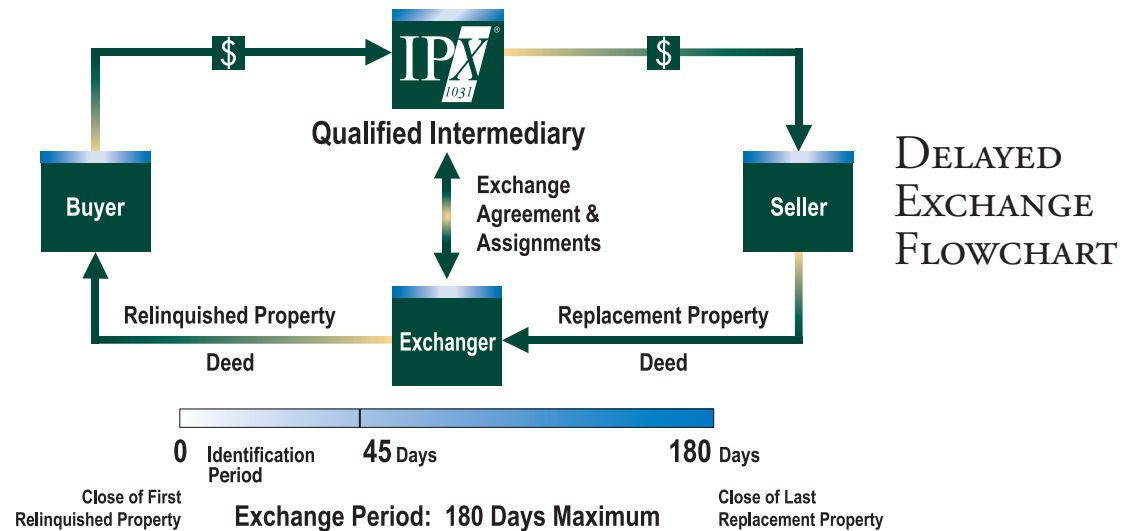 $
IPX®
1031
$
Qualified Intermediary
DELAYED
EXCHANGE
FLOWCHART
Buyer
Exchange
Agreement &
Assignments
Seller
Relinquished Property
Deed
Exchanger
Replacement Property
Deed
0 Identification
Period
45 Days
180 Days
Close of First
Relinquished Property
Exchange Period: 180 Days Maximum
Close of Last
Replacement Property